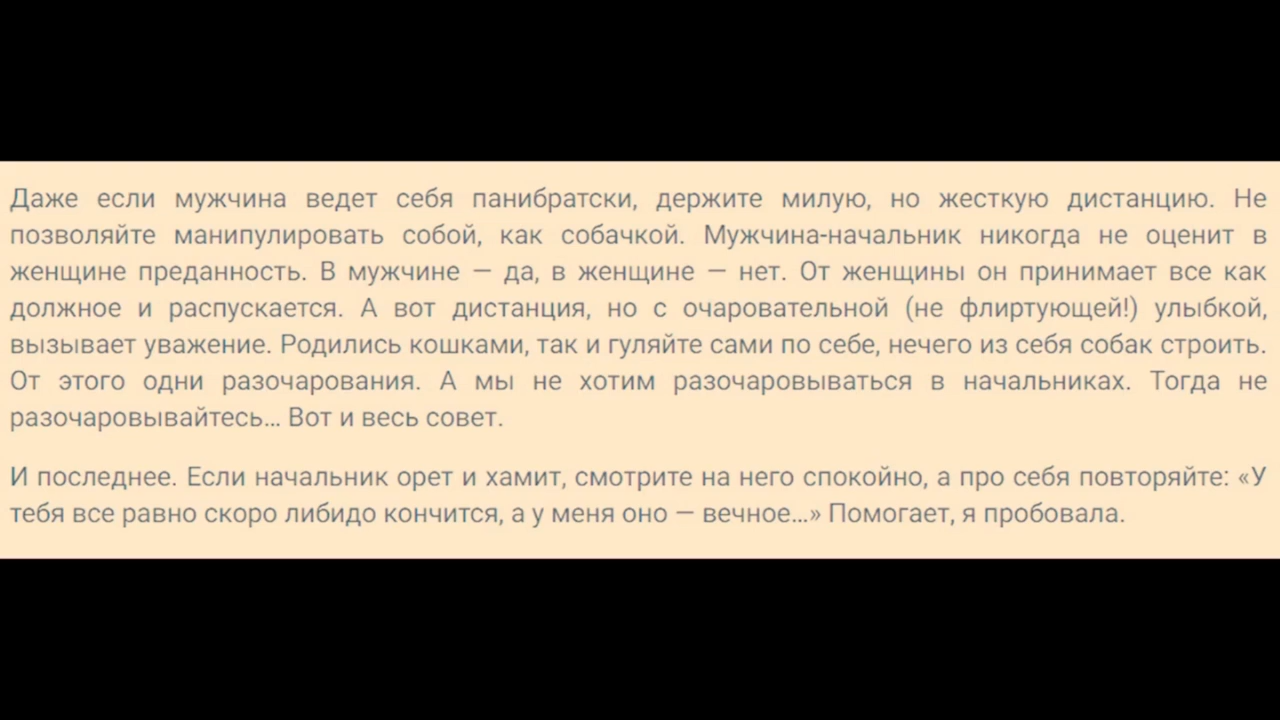 Даже если мужчина ведет себя панибратски, держите милую, но жесткую дистанцию. Не
позволяйте манипулировать собой, как собачкой. Мужчина-начальник никогда не оценит в
женщине преданность. В мужчине — да, в женщине — нет. От женщины он принимает все как
должное и распускается. А вот дистанция, но с очаровательной (не флиртующей!) улыбкой,
вызывает уважение. Родились кошками, так и гуляйте сами по себе, нечего из себя собак строить.
От этого одни разочарования. А мы не хотим разочаровываться в начальниках. Тогда не
разочаровывайтесь... Вот и весь совет.
И последнее. Если начальник орет и хамит, смотрите на него спокойно, а про себя повторяйте: «У
тебя все равно скоро либидо кончится, а у меня оно — вечное...» Помогает, я пробовала.